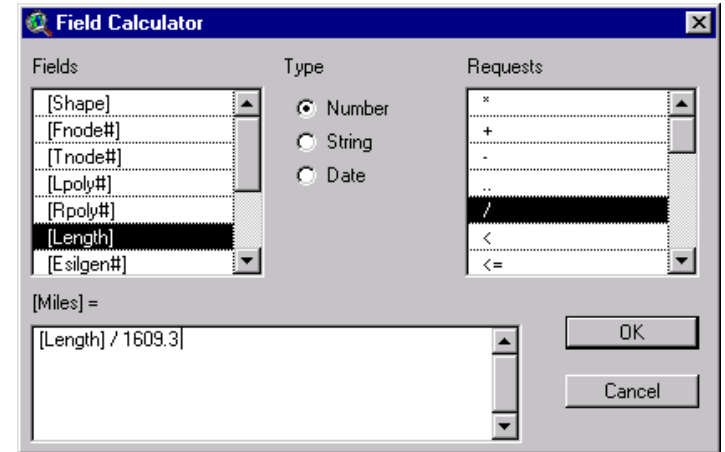 Field Calculator
Fields
Type
Requests
[Shape]
[Fnode#]
[Tnode#]
[Lpoly#]
[Rpoly#]
[Length]
[Esilgen#]
Number
String
Date
*
+
-
..
/
<
<=
[Miles] =
[Length] / 1609.3
OK
Cancel